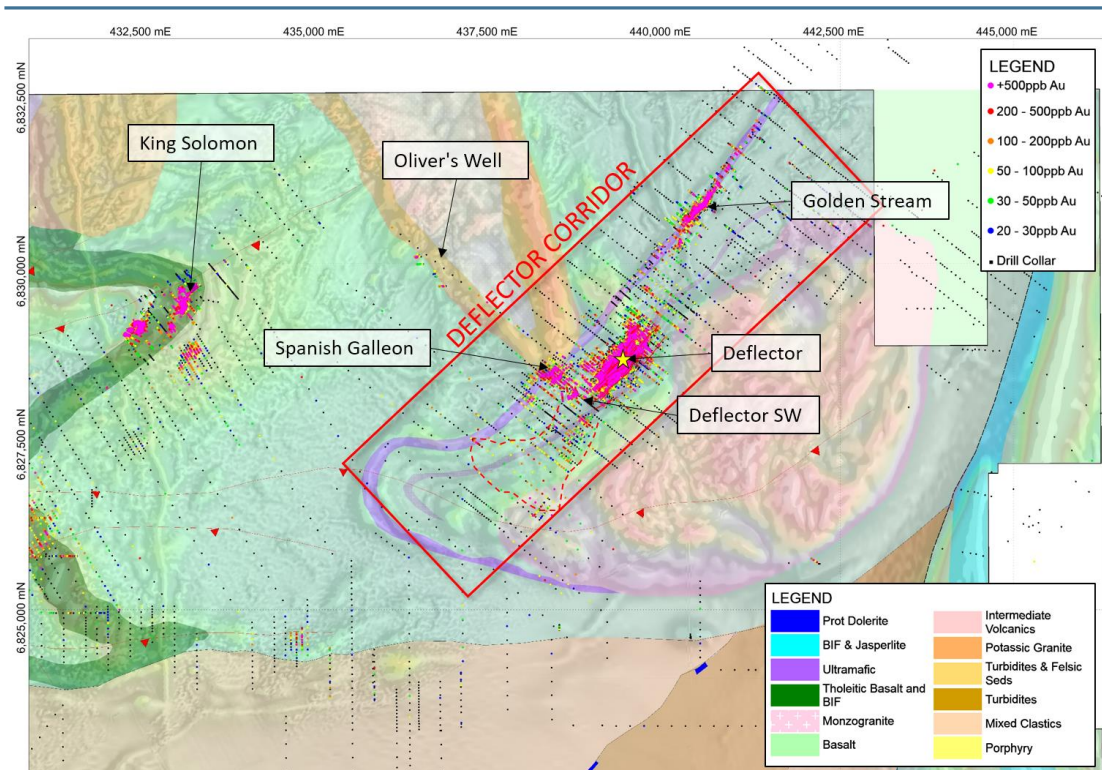 432,500 mE
435,000 mE
437,500 mE
440,000 mE
442,500 mE
445,000 mE
6,832,500 mN
6,830,000 mN
6,827,500 mN
6,825,000 mN
King Solomon
Oliver's Well
DEFLECTOR CORRIDOR
Golden Stream
Spanish Galleon
Deflector
Deflector SW
LEGEND
+500ppb Au
200 - 500ppb Au
100 - 200ppb Au
50 - 100ppb Au
30 - 50ppb Au
20 - 30ppb Au
Drill Collar
LEGEND
Prot Dolerite
BIF & Jasperlite
Ultramafic
Tholeitic Basalt and
BIF
Monzogranite
Basalt
Intermediate
Volcanics
Potassic Granite
Turbidites & Felsic
Seds
Turbidites
Mixed Clastics
Porphyry